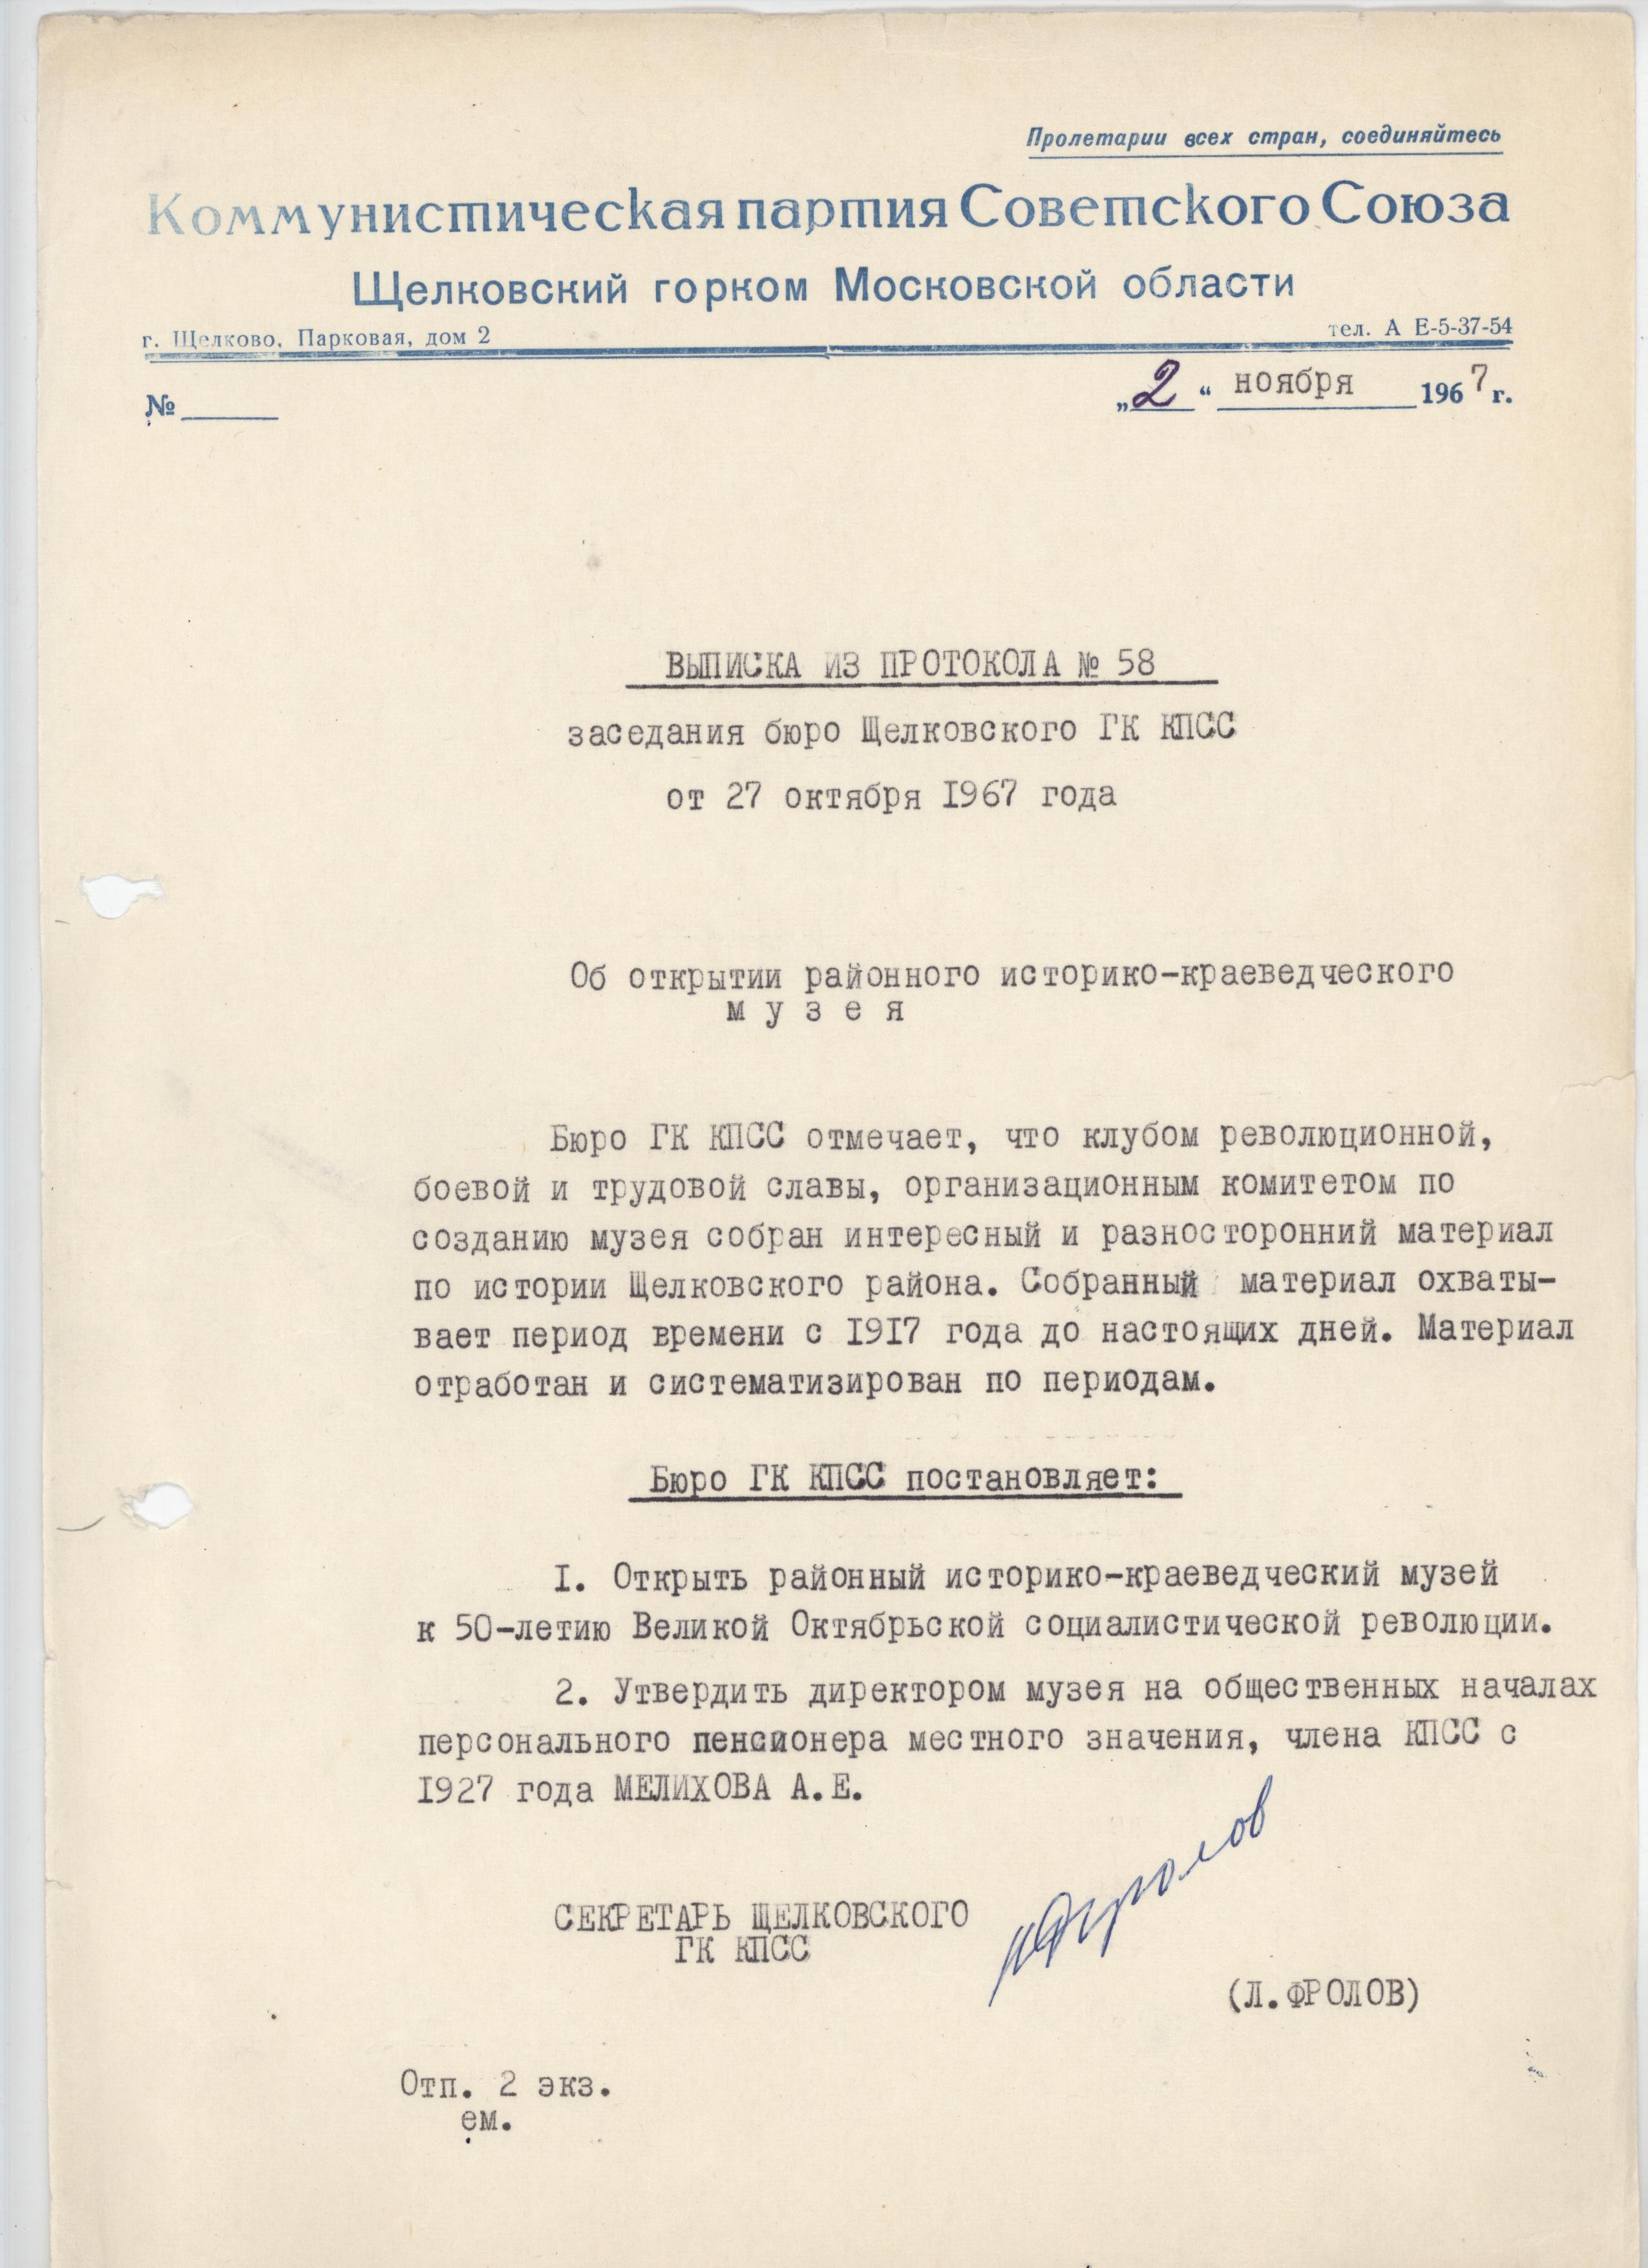 Пролетарии всех стран, соединяйтесь
Коммунистическая партия Советского Союза
Щелковский горком Московской области
г. Щелково, Парковая, дом 2 тел. А Е-5-37-54
№ „2“ ноября 1967 г.
ВЫПИСКА ИЗ ПРОТОКОЛА № 58
заседания бюро Щелковского ГК КПСС
от 27 октября I967 года
Об открытии районного историко-краеведческого
м у з е я
Бюро ГК КПСС отмечает, что клубом революционной,
боевой и трудовой славы, организационным комитетом по
созданию музея собран интересный и разносторонний материал
по истории Щелковского района. Собранный материал охваты-
вает период времени с I9I7 года до настоящих дней. Материал
отработан и систематизирован по периодам.
Бюро ГК КПСС постановляет:
I. Открыть районный историко-краеведческий музей
к 50-летию Великой Октябрьской социалистической революции.
2. Утвердить директором музея на общественных началах
персонального пенсионера местного значения, члена КПСС с
I927 года МЕЛИХОВА А.Е.
СЕКРЕТАРЬ ЩЕЛКОВСКОГО
ГК КПСС
Фролов
(Л.ФРОЛОВ)
Отп. 2 экз.
ем.